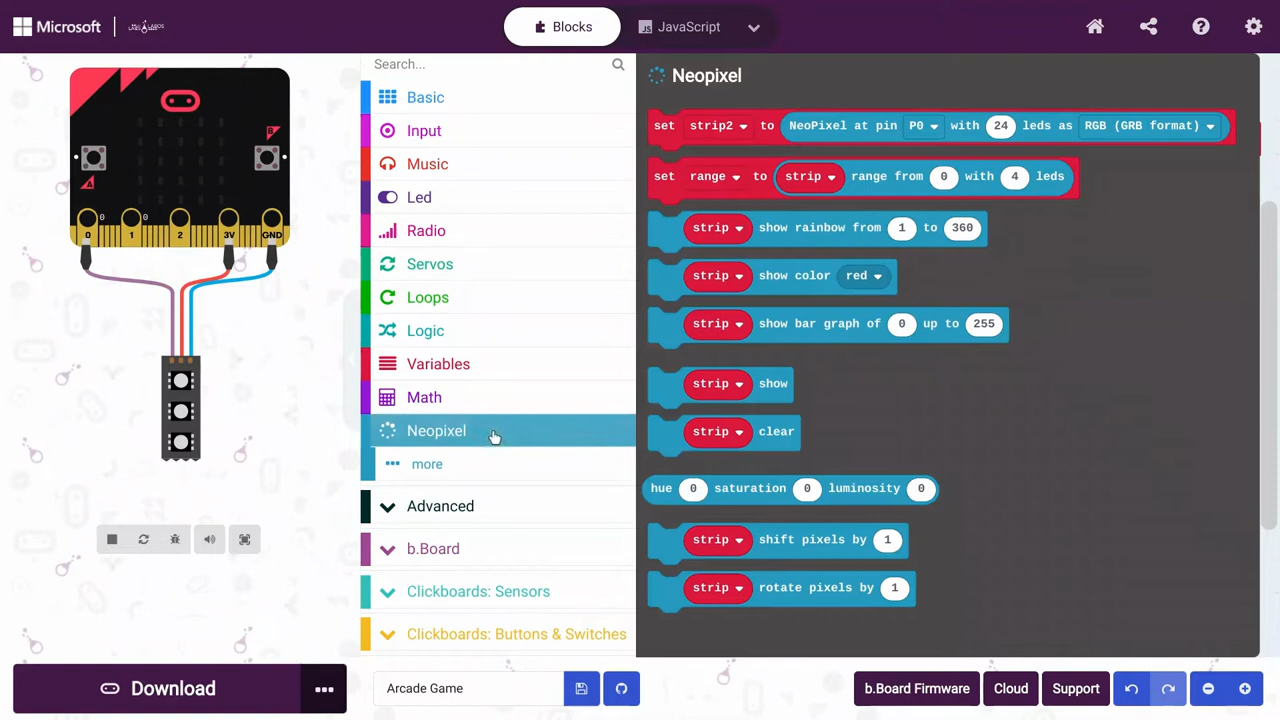 Microsoft
Blocks
JavaScript
Search...
Basic
Input
Music
Led
Radio
Servos
Loops
Logic
Variables
Math
Neopixel
more
Advanced
b.Board
Clickboards: Sensors
Clickboards: Buttons & Switches
B
A
0 0
0
0 1 2 3V GND
Neopixel
set strip2 to NeoPixel at pin P0 with 24 leds as RGB (GRB format)
set range to strip range from 0 with 4 leds
strip show rainbow from 1 to 360
strip show color red
strip show bar graph of 0 up to 255
strip show
strip clear
hue 0 saturation 0 luminosity 0
strip shift pixels by 1
strip rotate pixels by 1
Download
Arcade Game
b.Board Firmware
Cloud
Support